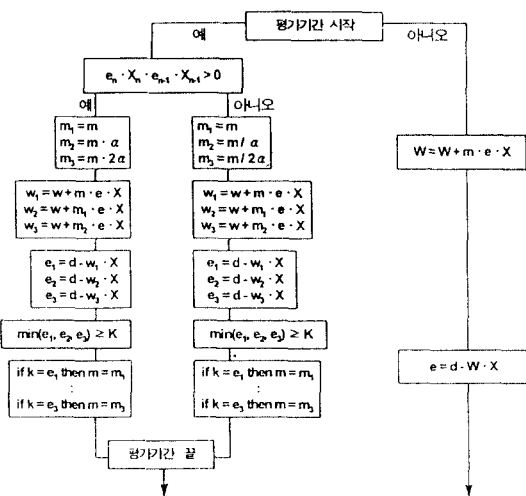 평가기간 시작
예
아니오
eₙ · Xₙ · eₙ₋₁ · Xₙ₋₁ > 0
예
아니오
m₁ = m
m₂ = m · α
m₃ = m · 2α
m₁ = m
m₂ = m / α
m₃ = m / 2α
W = W + m · e · X
w₁ = w + m · e · X
w₂ = w + m₁ · e · X
w₃ = w + m₂ · e · X
w₁ = w + m · e · X
w₂ = w + m₁ · e · X
w₃ = w + m₂ · e · X
e₁ = d - w₁ · X
e₂ = d - w₂ · X
e₃ = d - w₃ · X
e₁ = d - w₁ · X
e₂ = d - w₂ · X
e₃ = d - w₃ · X
min(e₁, e₂, e₃) ≥ K
min(e₁, e₂, e₃) ≥ K
e = d - W · X
if k = e₁ then m = m₁
:
if k = e₃ then m = m₃
if k = e₁ then m = m₁
:
if k = e₃ then m = m₃
평가기간 끝